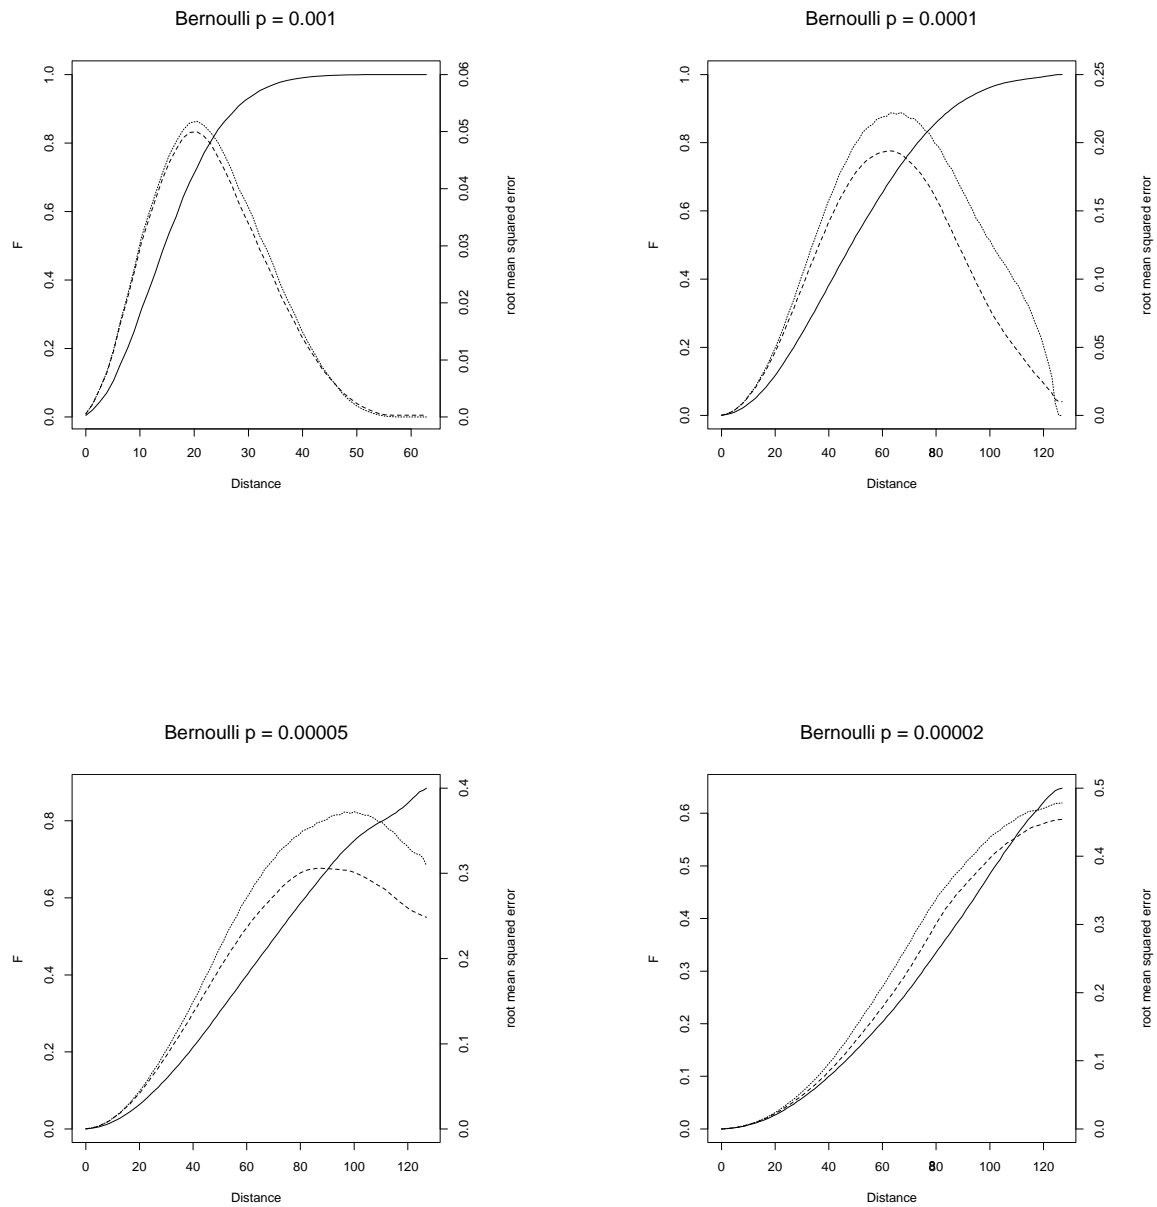 Bernoulli p = 0.001
F
0.0 0.2 0.4 0.6 0.8 1.0
0.0 0.01 0.02 0.03 0.04 0.05 0.06
root mean squared error
0 10 20 30 40 50 60
Distance
Bernoulli p = 0.0001
F
0.0 0.2 0.4 0.6 0.8 1.0
0.0 0.05 0.10 0.15 0.20 0.25
root mean squared error
0 20 40 60 80 100 120
Distance
Bernoulli p = 0.00005
F
0.0 0.2 0.4 0.6 0.8
0.0 0.1 0.2 0.3 0.4
root mean squared error
0 20 40 60 80 100 120
Distance
Bernoulli p = 0.00002
F
0.0 0.1 0.2 0.3 0.4 0.5 0.6
0.0 0.1 0.2 0.3 0.4 0.5
root mean squared error
0 20 40 60 80 100 120
Distance